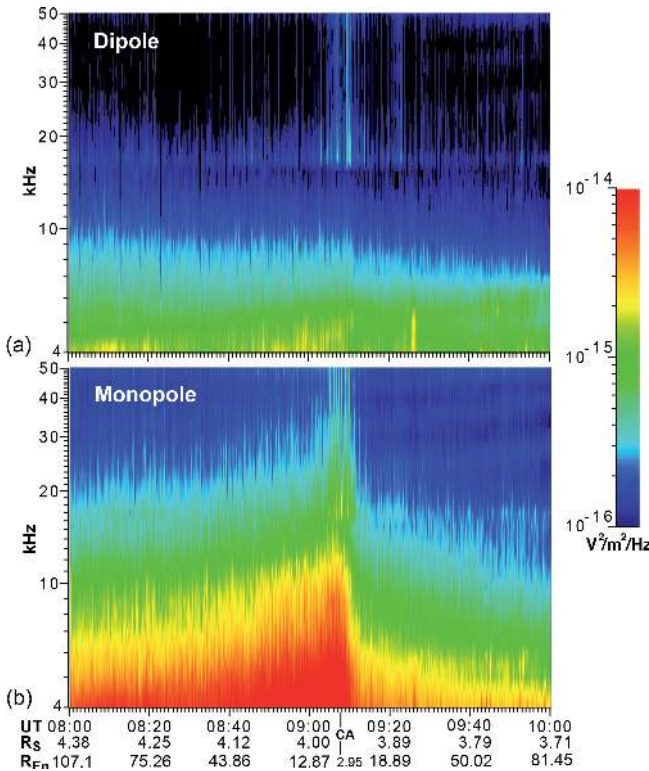 50
40
30
20
10
4
kHz
Dipole
(a)
50
40
30
20
10
4
kHz
Monopole
(b)
10-14
10-15
10-16
V2/m2/Hz
UT 08:00 08:20 08:40 09:00 CA 09:20 09:40 10:00
RS 4.38 4.25 4.12 4.00 3.89 3.79 3.71
REn 107.1 75.26 43.86 12.87 2.95 18.89 50.02 81.45